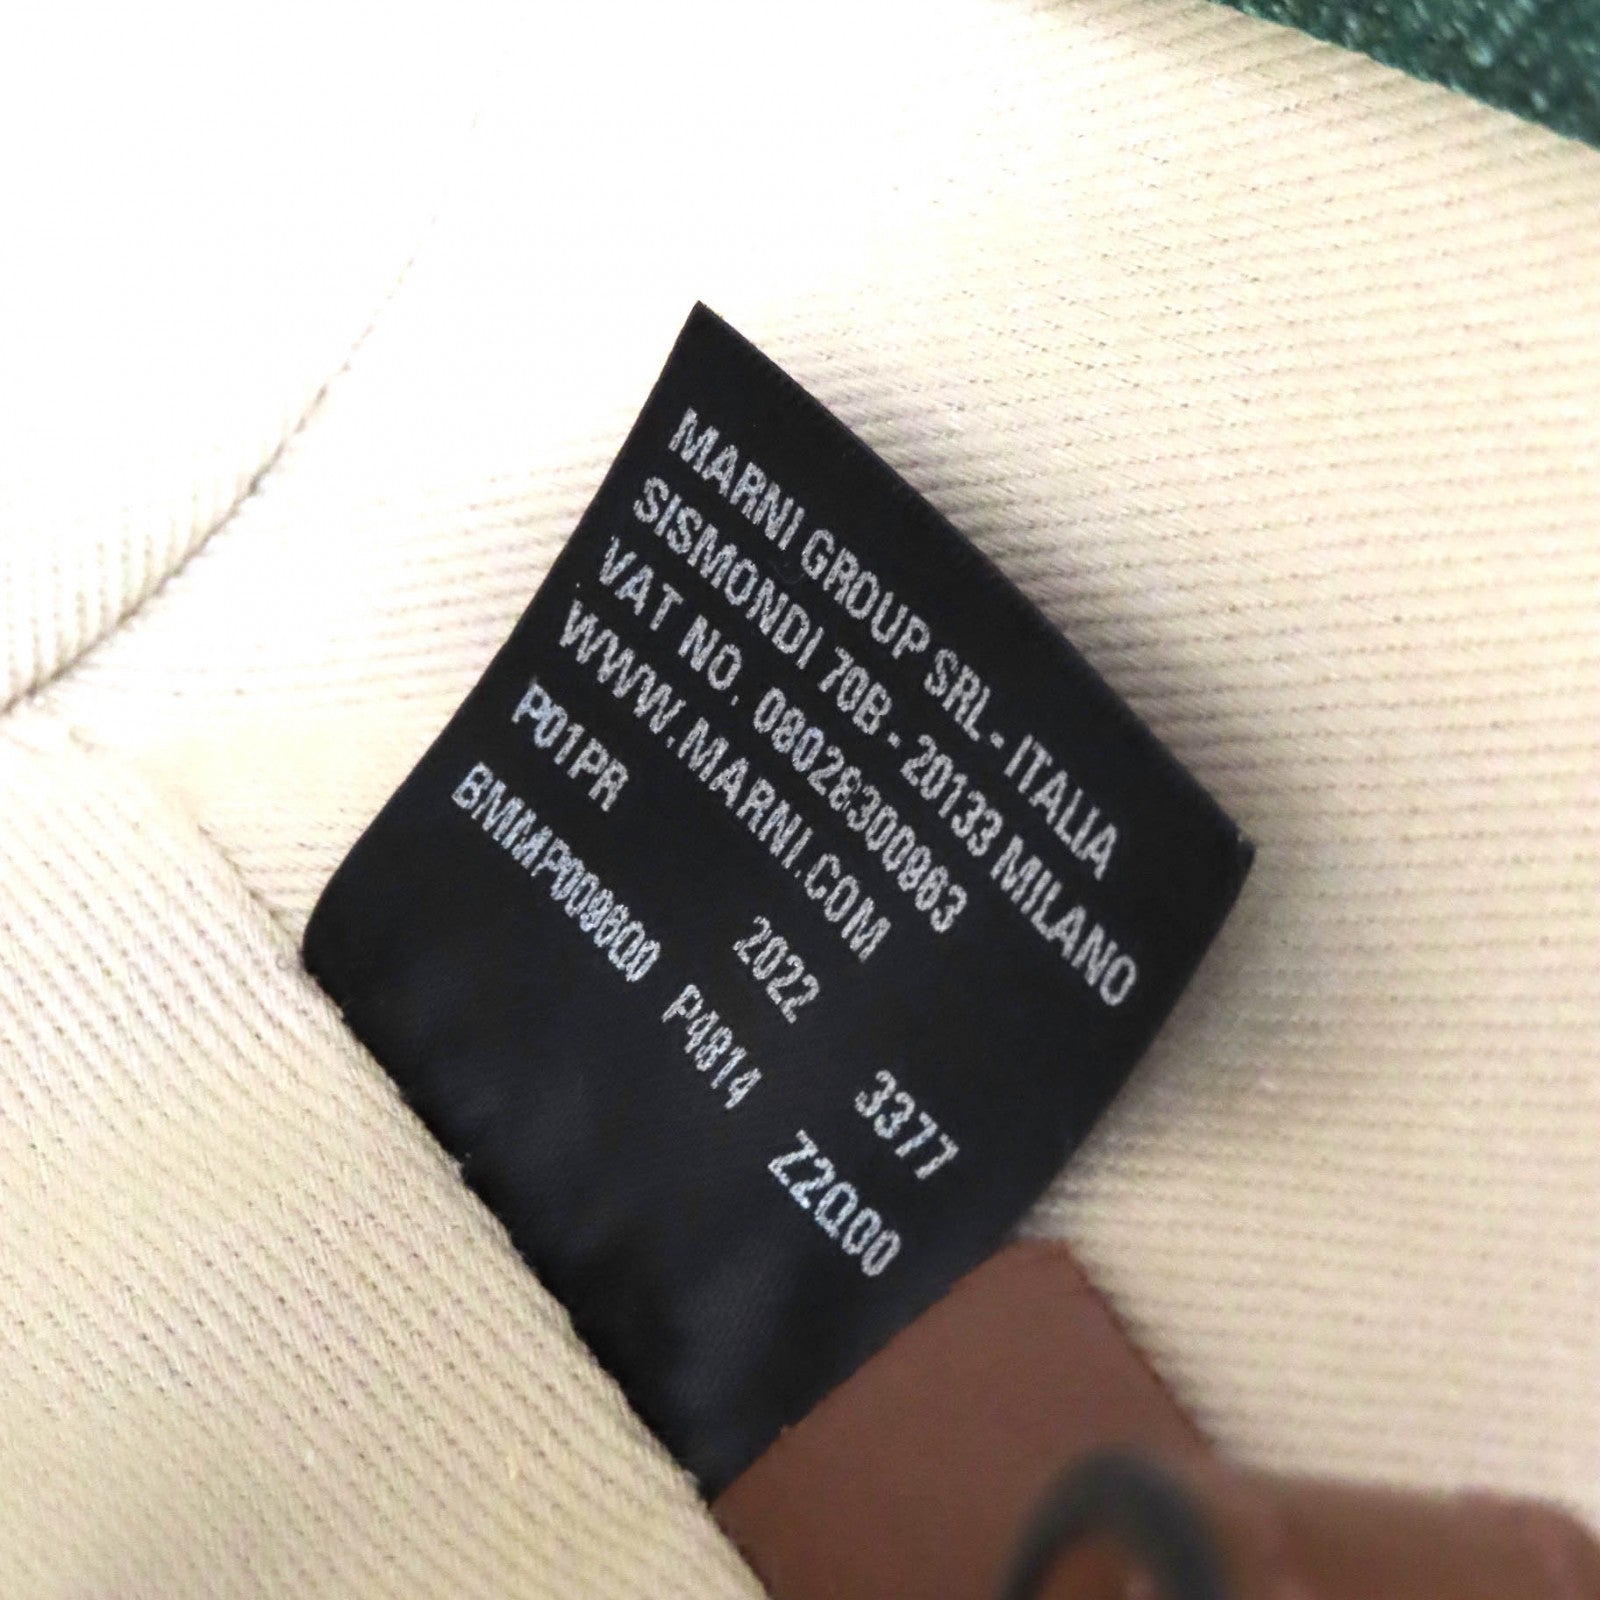 MARNI GROUP SRL - ITALIA
SISMONDI 70B - 20133 MILANO
VAT NO. 08028300963
WWW.MARNI.COM
P01PR 2022 3377
BMMP0096Q0 P4814 Z2Q00